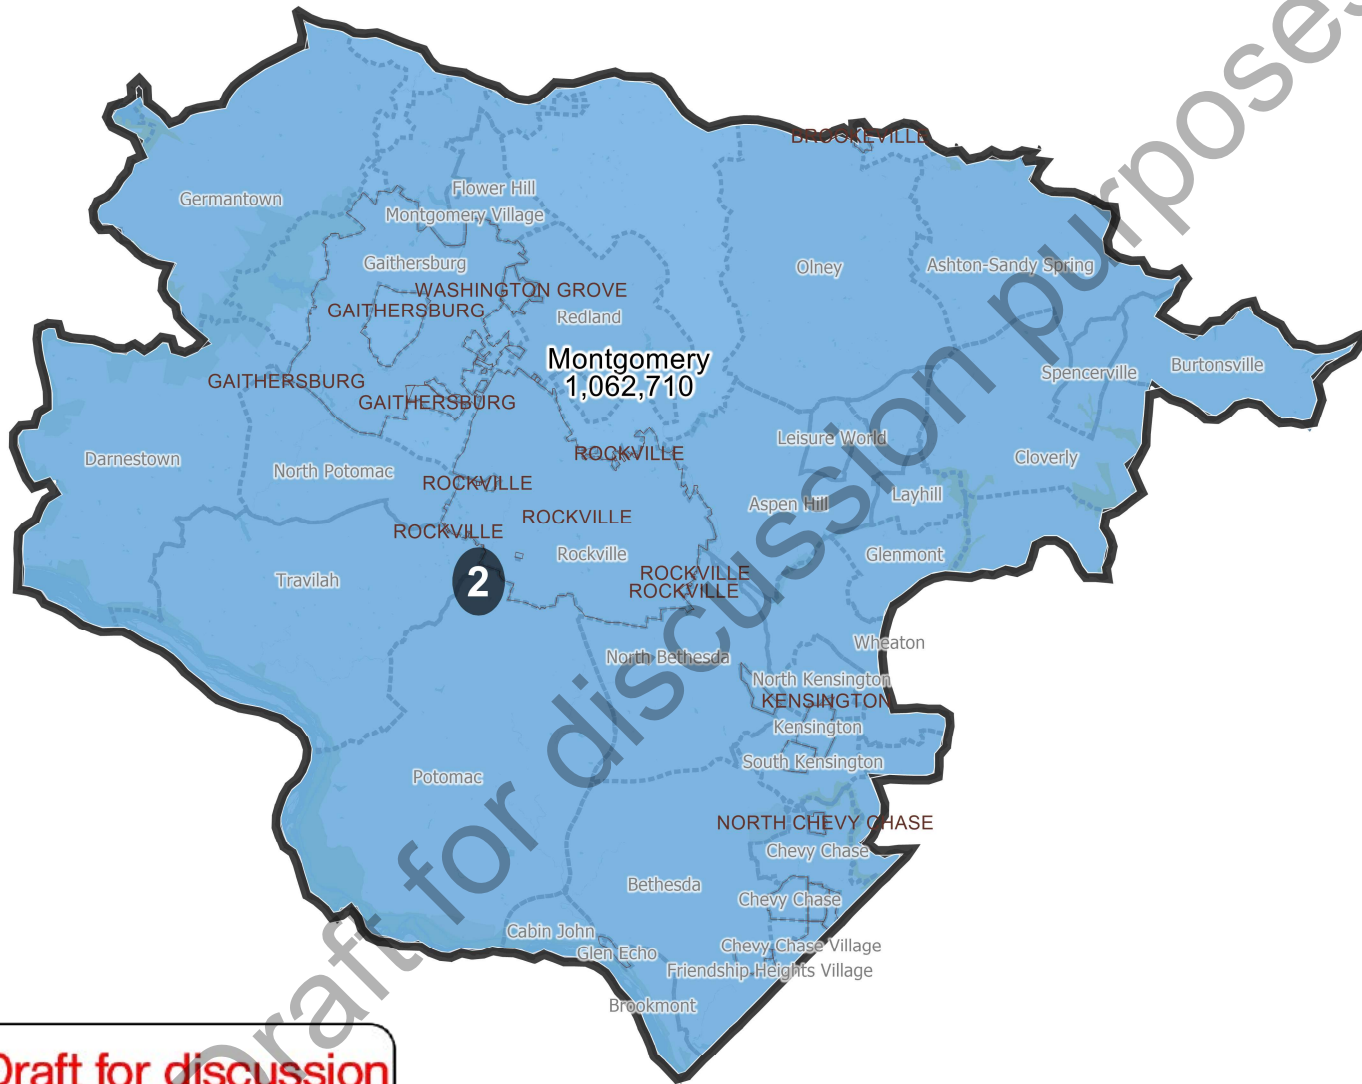 BROOKEVILLE
Flower Hill
Germantown
Montgomery Village
Gaithersburg
Olney
Ashton-Sandy Spring
WASHINGTON GROVE
GAITHERSBURG
Redland
Montgomery
1,062,710
Burtonsville
Spencerville
GAITHERSBURG
GAITHERSBURG
Leisure World
ROCKVILLE
Darnestown
Cloverly
North Potomac
ROCKVILLE
Layhill
Aspen Hill
ROCKVILLE
ROCKVILLE
Rockville
Glenmont
ROCKVILLE
Travilah
2
ROCKVILLE
Wheaton
North Bethesda
North Kensington
KENSINGTON
Kensington
South Kensington
Potomac
NORTH CHEVY CHASE
Chevy Chase
Bethesda
Chevy Chase
Cabin John
Chevy Chase Village
Glen Echo
Friendship Heights Village
Brookmont
Draft for discussion purposes
Draft for discussion